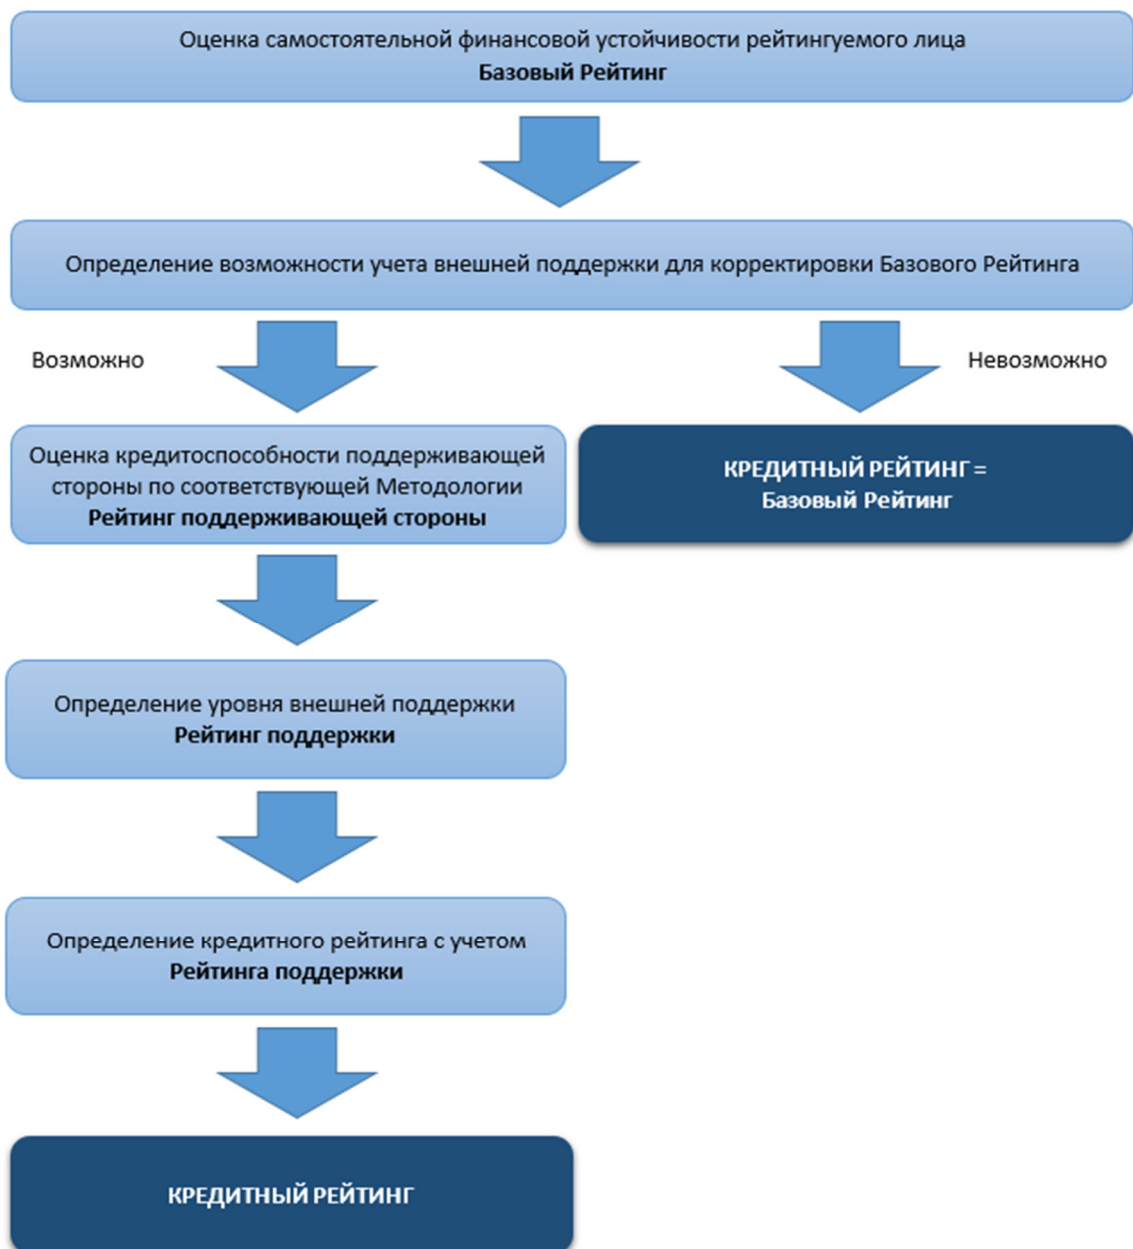 Оценка самостоятельной финансовой устойчивости рейтингуемого лица
Базовый Рейтинг
Определение возможности учета внешней поддержки для корректировки Базового Рейтинга
Возможно
Невозможно
Оценка кредитоспособности поддерживающей
стороны по соответствующей Методологии
Рейтинг поддерживающей стороны
КРЕДИТНЫЙ РЕЙТИНГ =
Базовый Рейтинг
Определение уровня внешней поддержки
Рейтинг поддержки
Определение кредитного рейтинга с учетом
Рейтинга поддержки
КРЕДИТНЫЙ РЕЙТИНГ